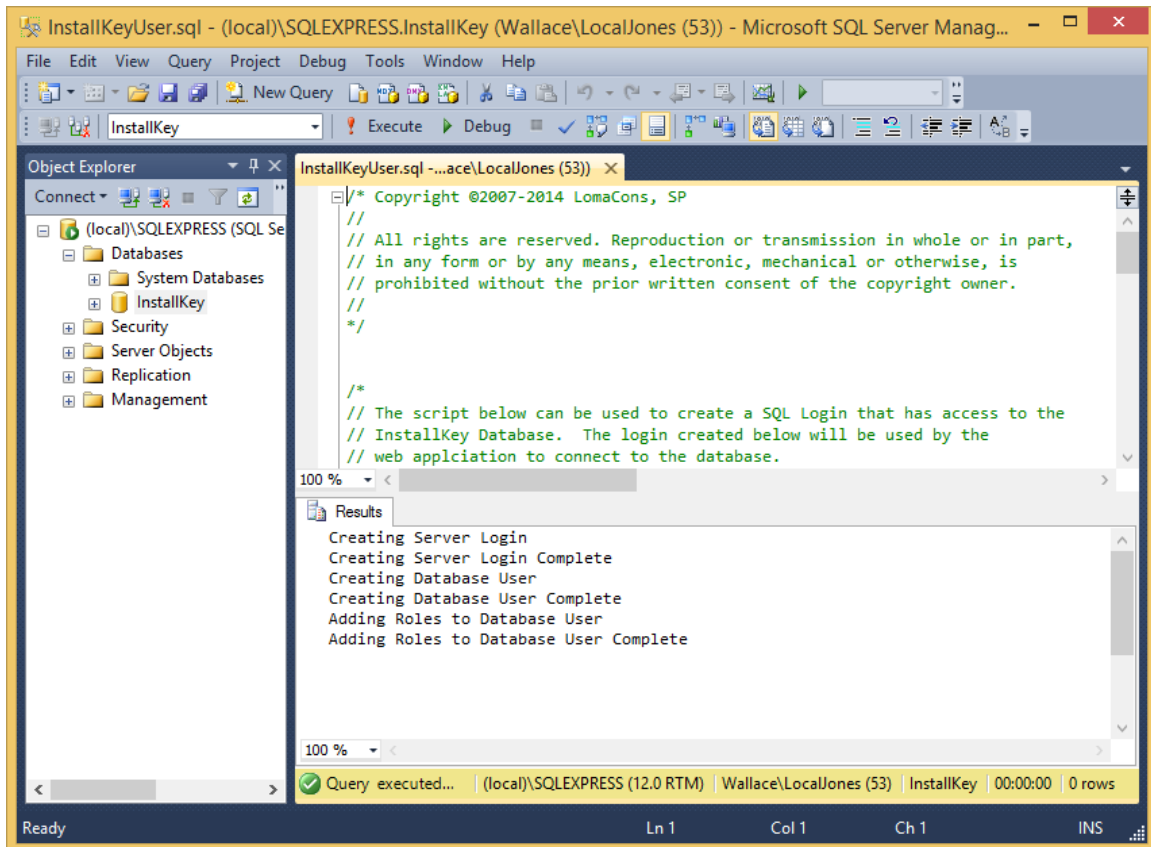 InstallKeyUser.sql - (local)\SQLEXPRESS.InstallKey (Wallace\LocalJones (53)) - Microsoft SQL Server Manag...
File Edit View Query Project Debug Tools Window Help
New Query
InstallKey Execute Debug
Object Explorer
Connect
(local)\SQLEXPRESS (SQL Se
Databases
System Databases
InstallKey
Security
Server Objects
Replication
Management
InstallKeyUser.sql -...ace\LocalJones (53))
/* Copyright ©2007-2014 LomaCons, SP
//
// All rights are reserved. Reproduction or transmission in whole or in part,
// in any form or by any means, electronic, mechanical or otherwise, is
// prohibited without the prior written consent of the copyright owner.
//
*/
/*
// The script below can be used to create a SQL Login that has access to the
// InstallKey Database.  The login created below will be used by the
// web applciation to connect to the database.
100 %
Results
Creating Server Login
Creating Server Login Complete
Creating Database User
Creating Database User Complete
Adding Roles to Database User
Adding Roles to Database User Complete
100 %
Query executed... (local)\SQLEXPRESS (12.0 RTM) Wallace\LocalJones (53) InstallKey 00:00:00 0 rows
Ready Ln 1 Col 1 Ch 1 INS